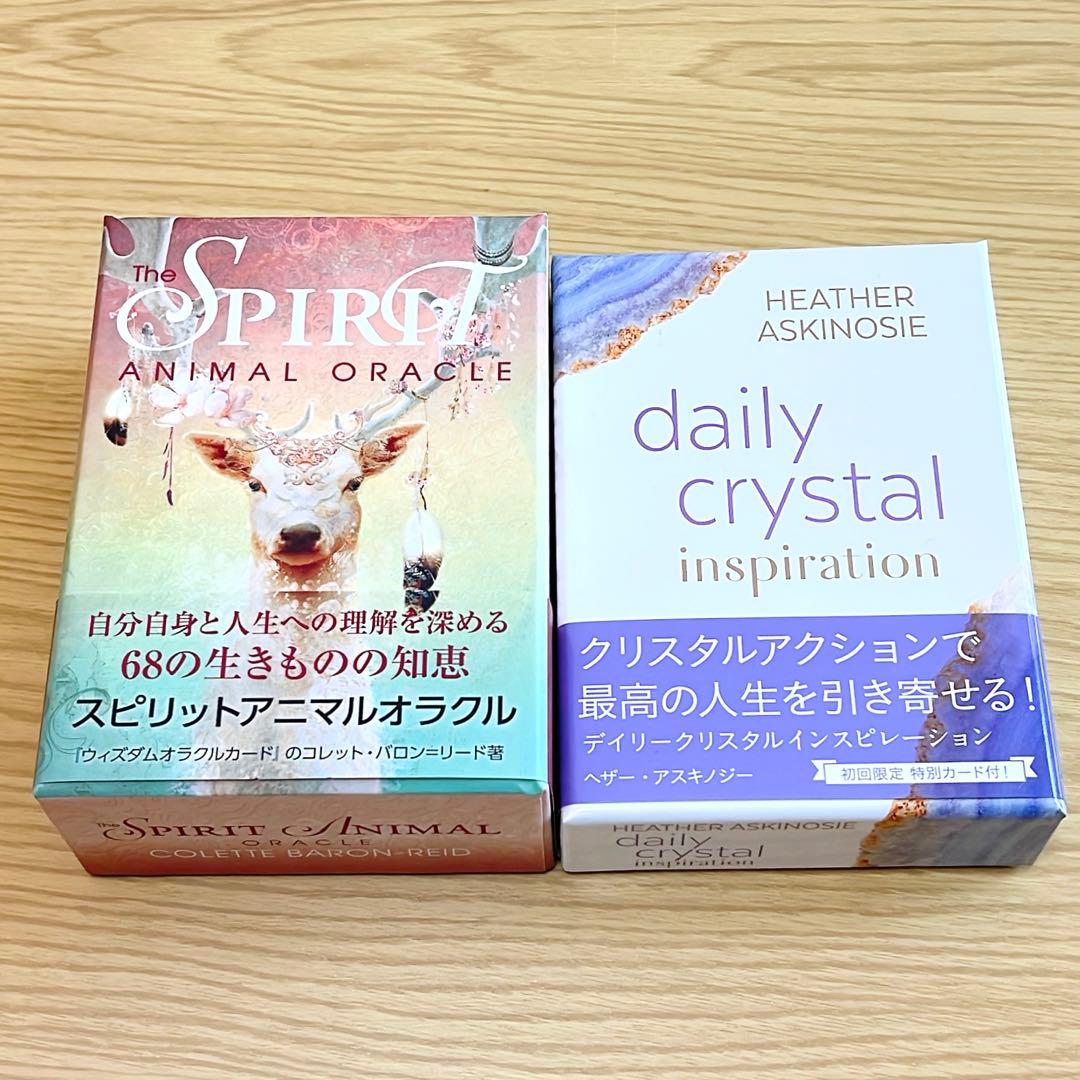 The
SPIRIT
ANIMAL ORACLE
自分自身と人生への理解を深める
68の生きものの知恵
スピリットアニマルオラクル
『ウィズダムオラクルカード』のコレット・バロン=リード著
The
SPIRIT ANIMAL
ORACLE
COLETTE BARON-REID
HEATHER
ASKINOSIE
daily
crystal
inspiration
クリスタルアクションで
最高の人生を引き寄せる!
デイリークリスタルインスピレーション
ヘザー・アスキノジー
初回限定 特別カード付!
HEATHER ASKINOSIE
daily
crystal
inspiration